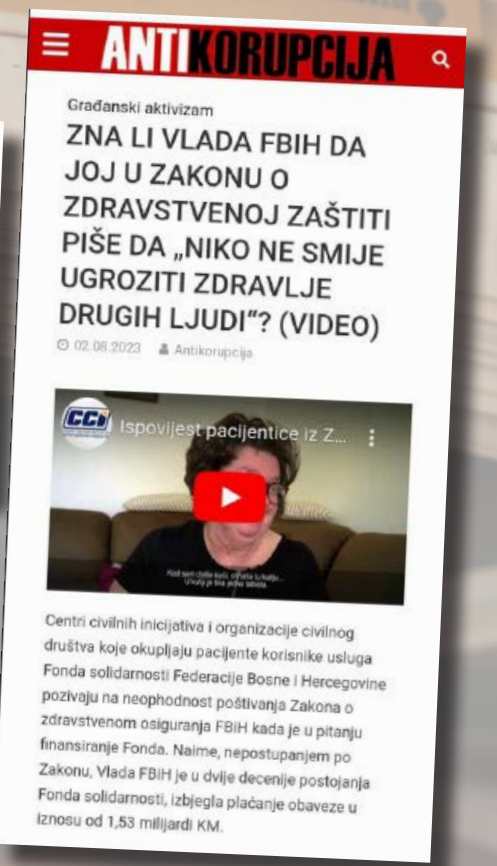 ANTIKORUPCIJA
Građanski aktivizam
ZNA LI VLADA FBIH DA
JOJ U ZAKONU O
ZDRAVSTVENOJ ZAŠTITI
PIŠE DA „NIKO NE SMIJE
UGROZITI ZDRAVLJE
DRUGIH LJUDI“? (VIDEO)
02.08.2023 Antikorupcija
CCI Ispovijest pacijentice iz Z...
Centri civilnih inicijativa i organizacije civilnog
društva koje okupljaju pacijente korisnike usluga
Fonda solidarnosti Federacije Bosne i Hercegovine
pozivaju na neophodnost poštivanja Zakona o
zdravstvenom osiguranja FBiH kada je u pitanju
finansiranje Fonda. Naime, nepostupanjem po
Zakonu, Vlada FBiH je u dvije decenije postojanja
Fonda solidarnosti, izbjegla plaćanje obaveze u
iznosu od 1,53 milijardi KM.